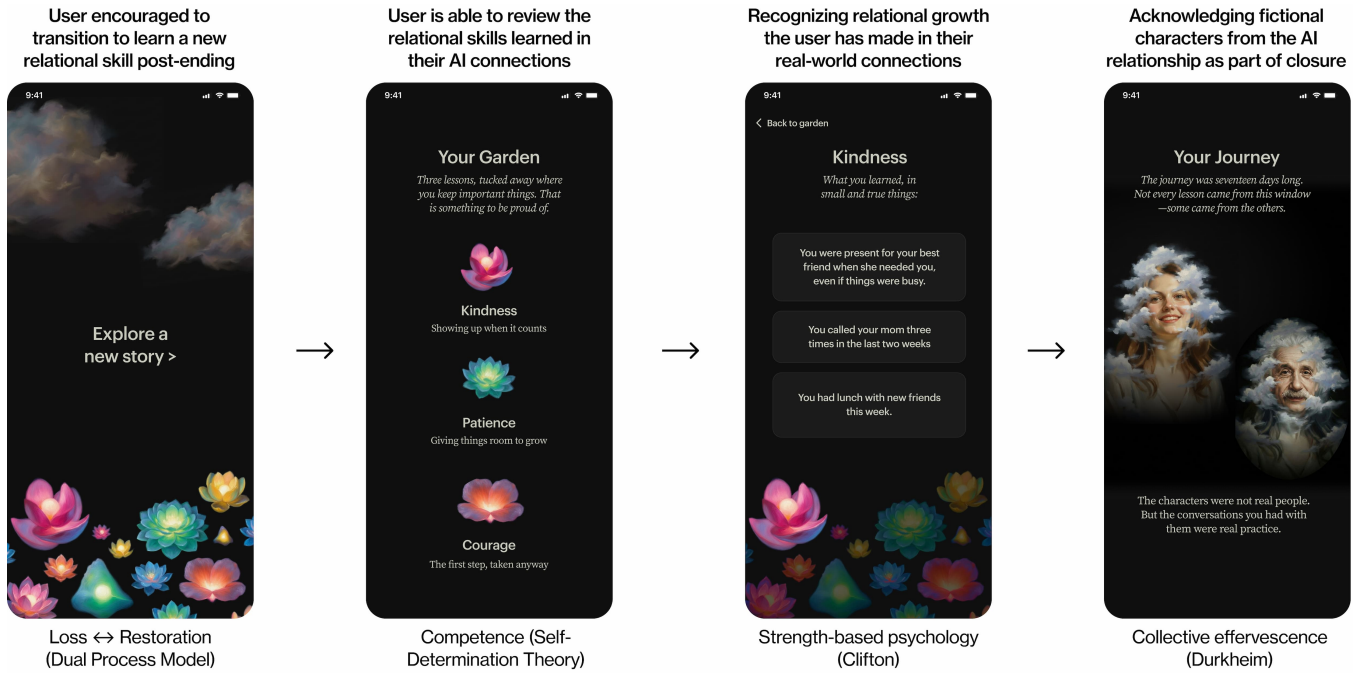 User encouraged to
transition to learn a new
relational skill post-ending
User is able to review the
relational skills learned in
their AI connections
Recognizing relational growth
the user has made in their
real-world connections
Acknowledging fictional
characters from the AI
relationship as part of closure
9:41
Explore a
new story >
9:41
Your Garden
Three lessons, tucked away where
you keep important things. That
is something to be proud of.
Kindness
Showing up when it counts
Patience
Giving things room to grow
Courage
The first step, taken anyway
9:41
Back to garden
Kindness
What you learned, in
small and true things:
You were present for your best
friend when she needed you,
even if things were busy.
You called your mom three
times in the last two weeks
You had lunch with new friends
this week.
9:41
Your Journey
The journey was seventeen days long.
Not every lesson came from this window
—some came from the others.
The characters were not real people.
But the conversations you had with
them were real practice.
Loss ↔ Restoration
(Dual Process Model)
Competence (Self-
Determination Theory)
Strength-based psychology
(Clifton)
Collective effervescence
(Durkheim)